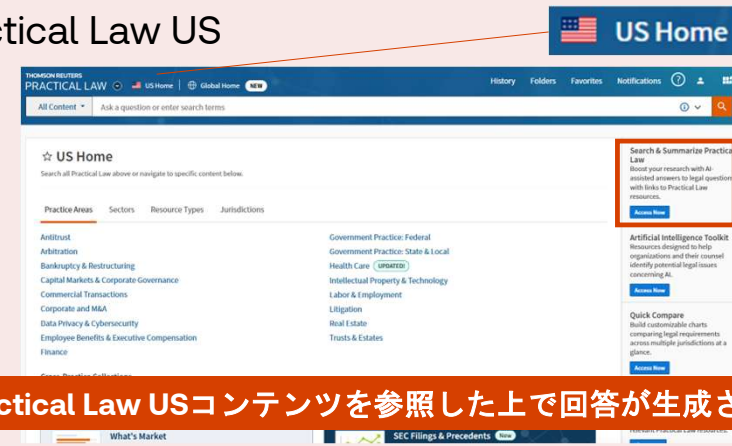 ctical Law US
US Home
THOMSON REUTERS
PRACTICAL LAW US Home Global Home NEW History Folders Favorites Notifications
All Content Ask a question or enter search terms
US Home
Search all Practical Law above or navigate to specific content below.
Practice Areas Sectors Resource Types Jurisdictions
Antitrust
Arbitration
Bankruptcy & Restructuring
Capital Markets & Corporate Governance
Commercial Transactions
Corporate and M&A
Data Privacy & Cybersecurity
Employee Benefits & Executive Compensation
Finance
Government Practice: Federal
Government Practice: State & Local
Health Care UPDATED!
Intellectual Property & Technology
Labor & Employment
Litigation
Real Estate
Trusts & Estates
Search & Summarize Practica
Law
Boost your research with AI-
assisted answers to legal question
with links to Practical Law
resources.
Access Now
Artificial Intelligence Toolkit
Resources designed to help
organizations and their counsel
identify potential legal issues
concerning AI.
Access Now
Quick Compare
Build customizable charts
comparing legal requirements
across multiple jurisdictions at a
glance.
Access Now
ctical Law USコンテンツを参照した上で回答が生成さ
What's Market
SEC Filings & Precedents New